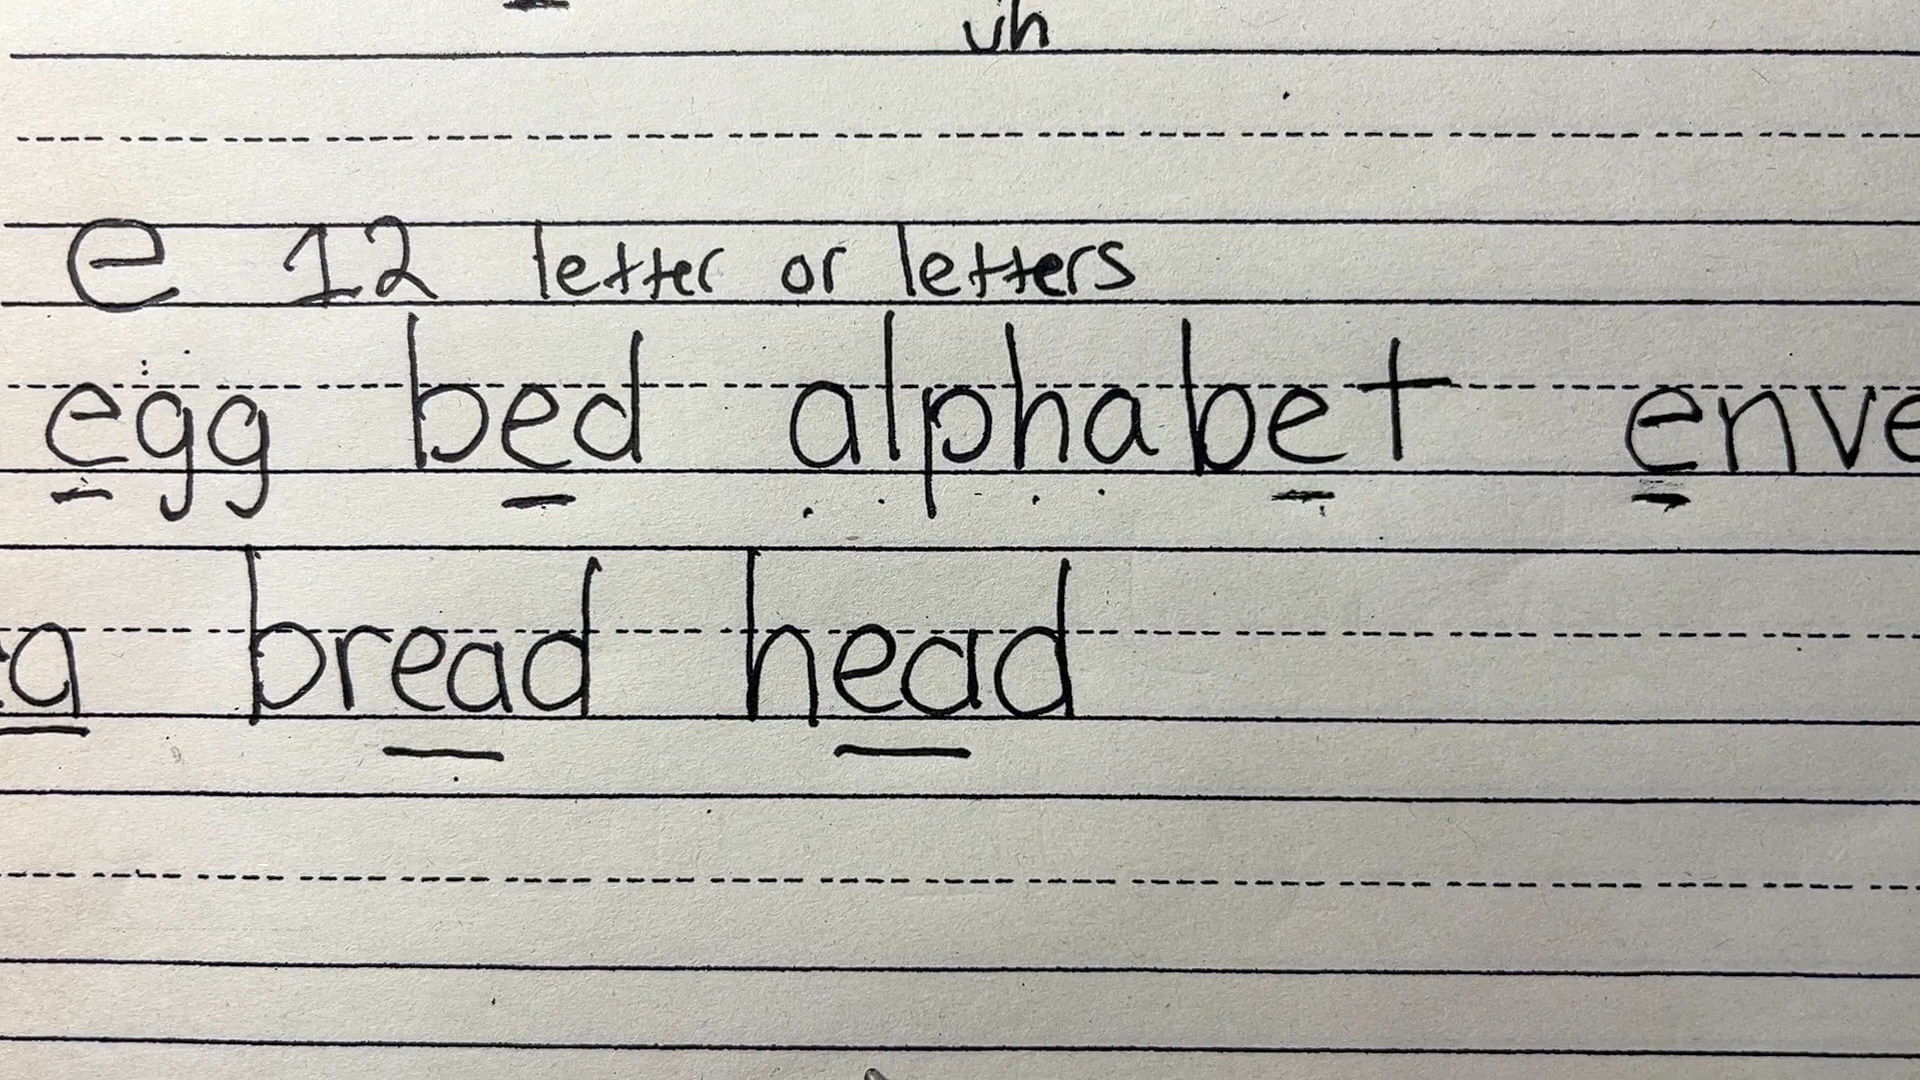 uh
e 12 letter or letters
egg bed alphabet enve
a bread head